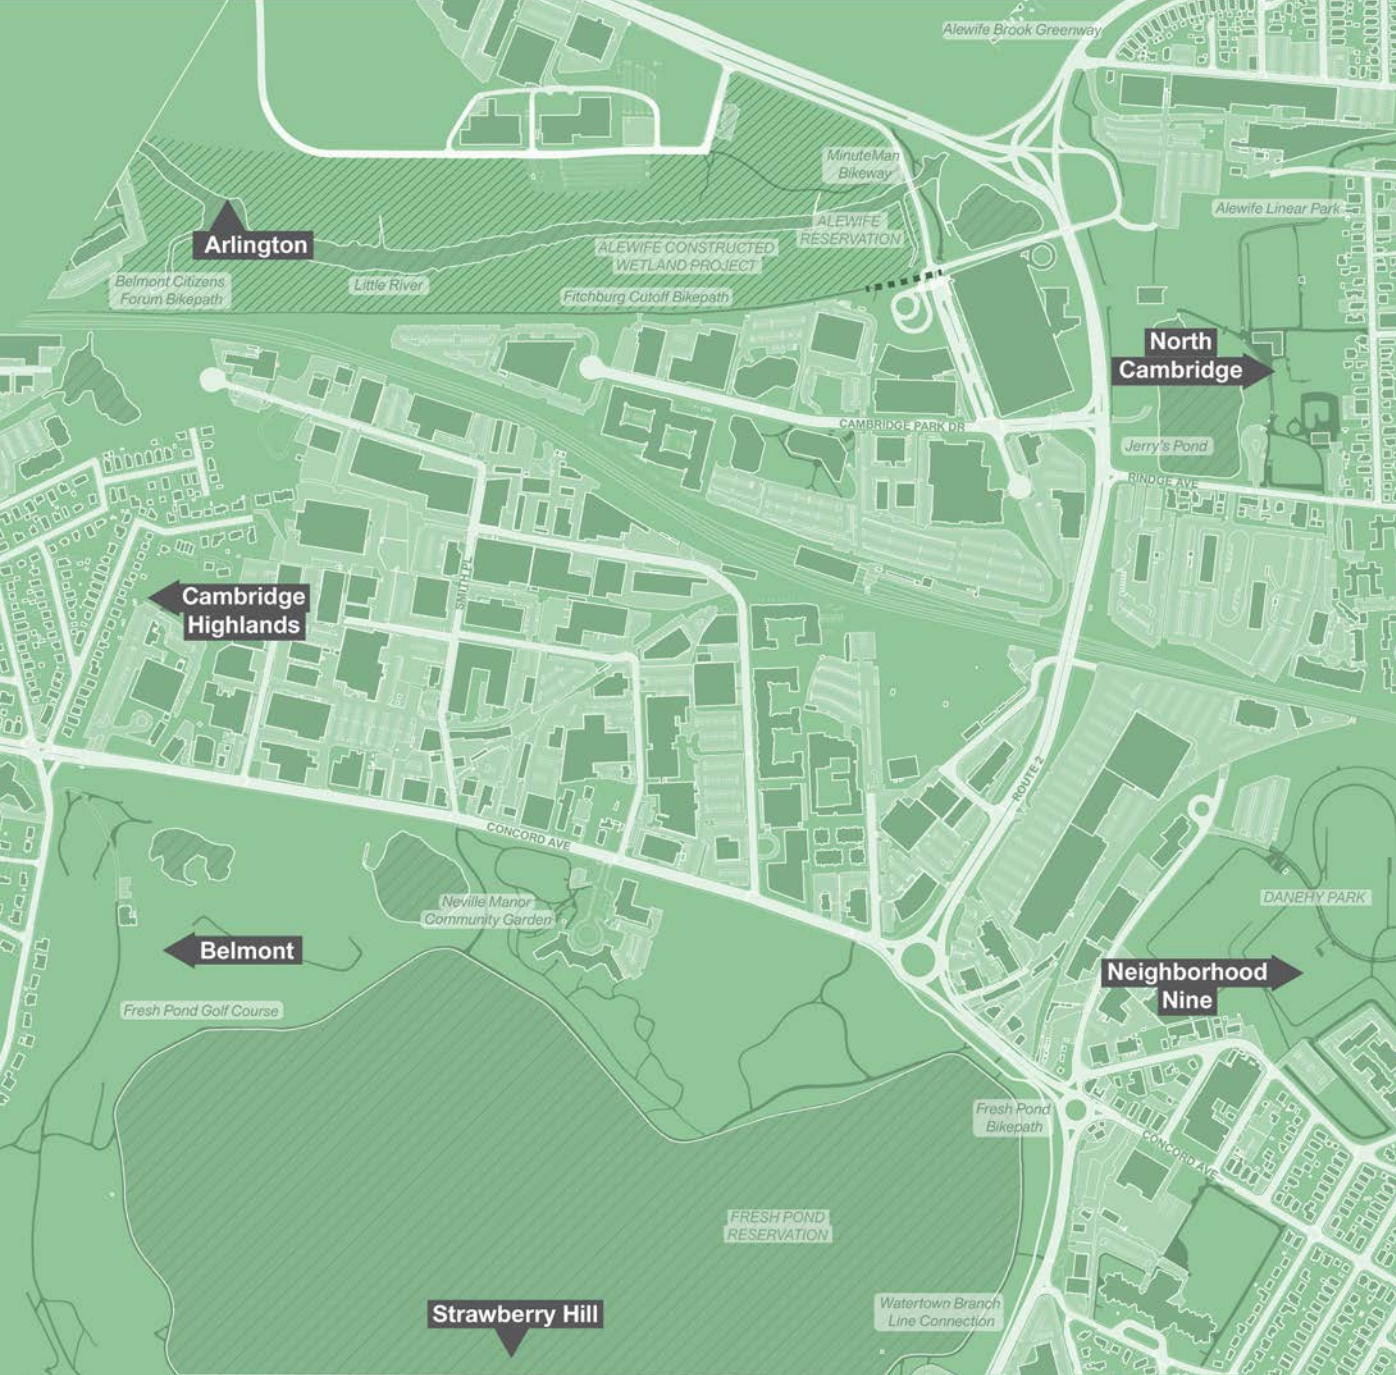 Alewife Brook Greenway
MinuteMan
Bikeway
Alewife Linear Park
ALEWIFE
RESERVATION
Arlington
ALEWIFE CONSTRUCTED
WETLAND PROJECT
Belmont Citizens
Forum Bikepath
Little River
Fitchburg Cutoff Bikepath
North
Cambridge
CAMBRIDGE PARK DR
Jerry's Pond
RINDGE AVE
SMITH PL
Cambridge
Highlands
ROUTE 2
CONCORD AVE
Neville Manor
Community Garden
DANEHY PARK
Belmont
Neighborhood
Nine
Fresh Pond Golf Course
Fresh Pond
Bikepath
CONCORD AVE
FRESH POND
RESERVATION
Watertown Branch
Line Connection
Strawberry Hill